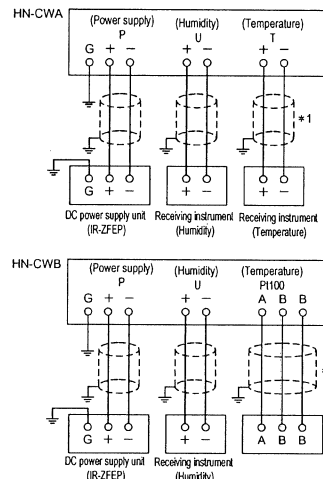 HN-CWA
(Power supply) (Humidity) (Temperature)
G P U T
+ − + − + −
*1
G + − + − + −
DC power supply unit Receiving instrument Receiving instrument
(IR-ZFEP) (Humidity) (Temperature)
HN-CWB
(Power supply) (Humidity) (Temperature)
P U Pt100
G + − + − A B B
G + − + − A B B
DC power supply unit Receiving instrument
(IR-ZFEP) (Humidity)